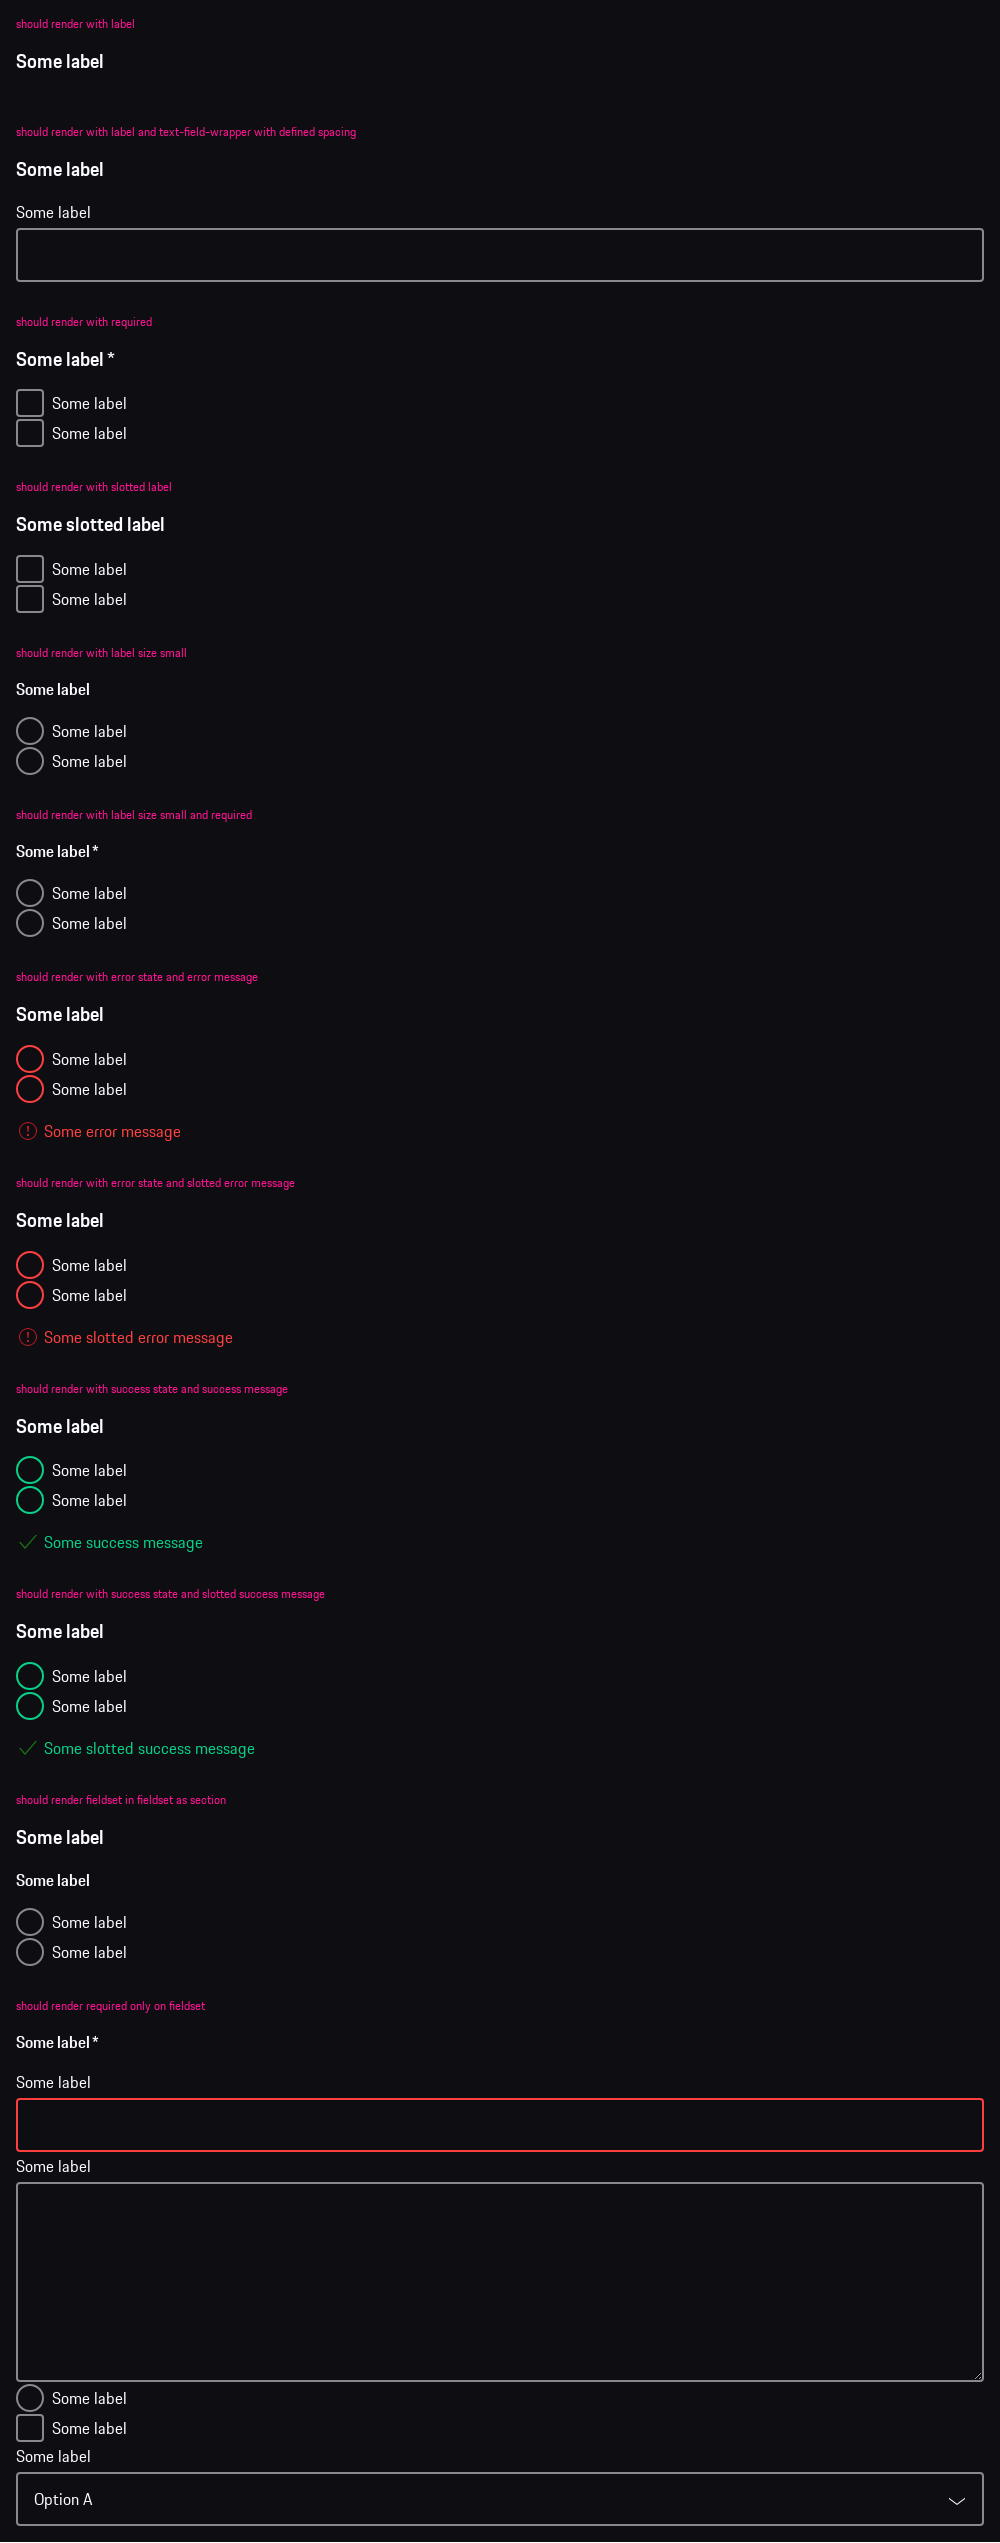 should render with label
Some label
should render with label and text-field-wrapper with defined spacing
Some label
Some label
should render with required
Some label *
Some label
Some label
should render with slotted label
Some slotted label
Some label
Some label
should render with label size small
Some label
Some label
Some label
should render with label size small and required
Some label *
Some label
Some label
should render with error state and error message
Some label
Some label
Some label
Some error message
should render with error state and slotted error message
Some label
Some label
Some label
Some slotted error message
should render with success state and success message
Some label
Some label
Some label
Some success message
should render with success state and slotted success message
Some label
Some label
Some label
Some slotted success message
should render fieldset in fieldset as section
Some label
Some label
Some label
Some label
should render required only on fieldset
Some label *
Some label
Some label
Some label
Some label
Some label
Option A